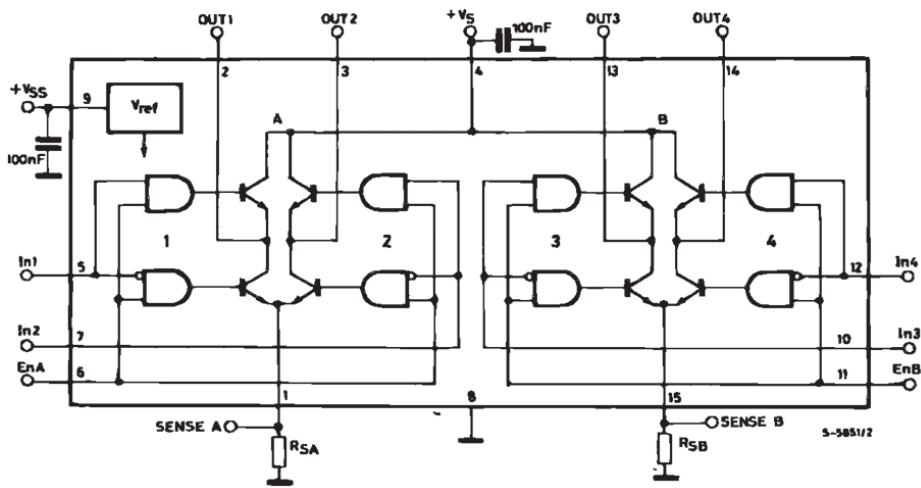 OUT1
OUT2
+VS
100nF
OUT3
OUT4
2
3
4
13
14
+VSS
9
Vref
A
B
100nF
1
2
3
4
In1
5
12
In4
In2
7
10
In3
EnA
6
11
EnB
1
8
15
SENSE A
RSA
SENSE B
RSB
S-5851/2